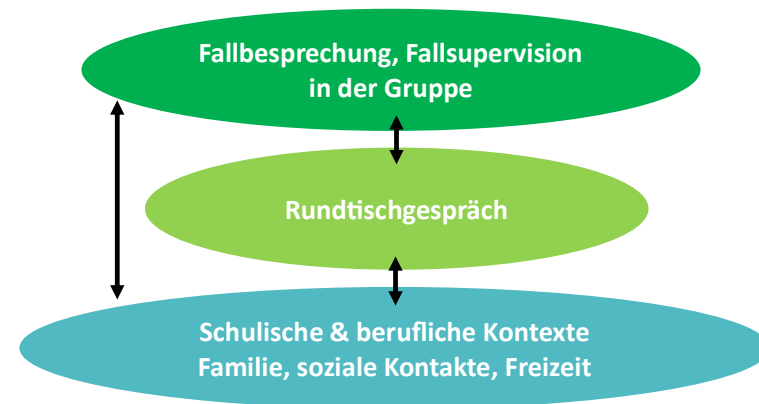 Fallbesprechung, Fallsupervision
in der Gruppe
Rundtischgespräch
Schulische & berufliche Kontexte
Familie, soziale Kontakte, Freizeit